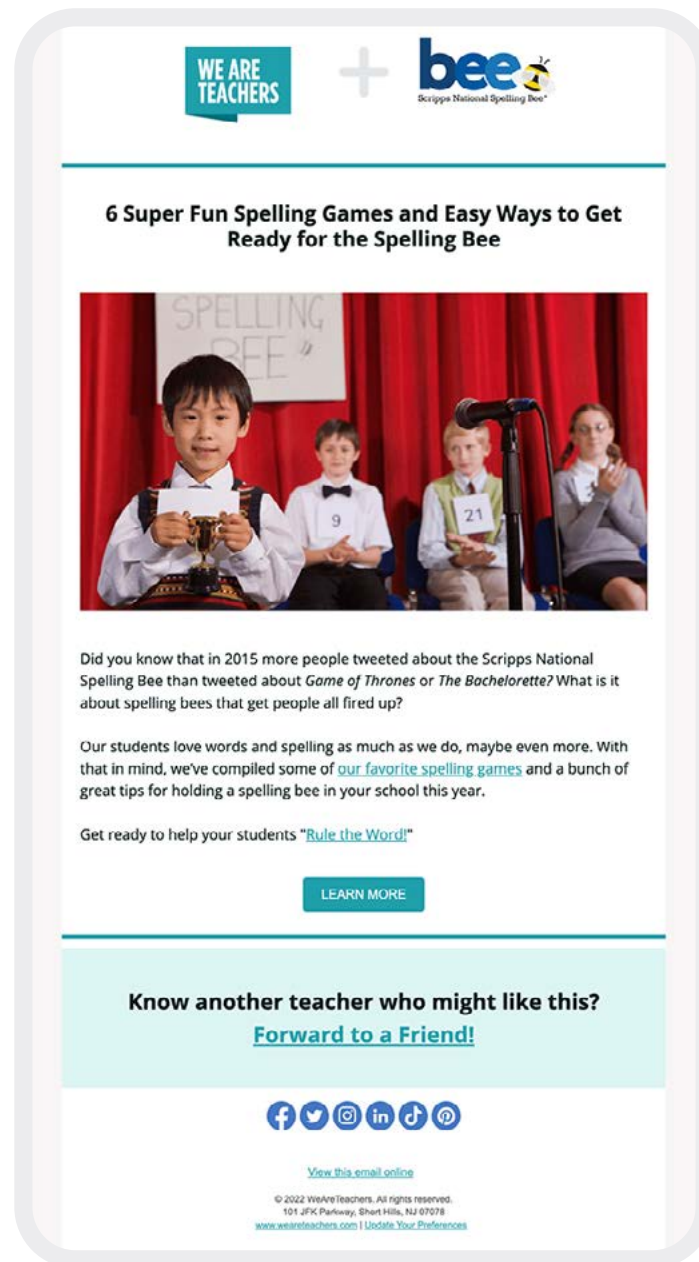 WE ARE
TEACHERS
+
bee
Scripps National Spelling Bee®
6 Super Fun Spelling Games and Easy Ways to Get
Ready for the Spelling Bee
SPELLING
BEE
9
21
Did you know that in 2015 more people tweeted about the Scripps National
Spelling Bee than tweeted about Game of Thrones or The Bachelorette? What is it
about spelling bees that get people all fired up?
Our students love words and spelling as much as we do, maybe even more. With
that in mind, we've compiled some of our favorite spelling games and a bunch of
great tips for holding a spelling bee in your school this year.
Get ready to help your students "Rule the Word!"
LEARN MORE
Know another teacher who might like this?
Forward to a Friend!
View this email online
© 2022 WeAreTeachers. All rights reserved.
101 JFK Parkway, Short Hills, NJ 07078
www.weareteachers.com | Update Your Preferences